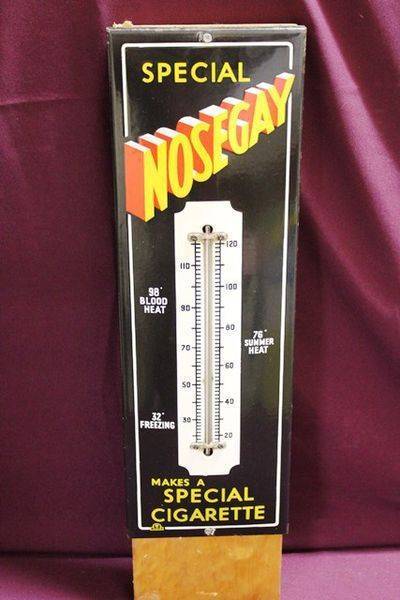 SPECIAL
NOSEGAY
120
110
100
98°
BLOOD
HEAT
90
80
76°
SUMMER
HEAT
70
60
50
40
32°
FREEZING
30
20
MAKES A
SPECIAL
CIGARETTE